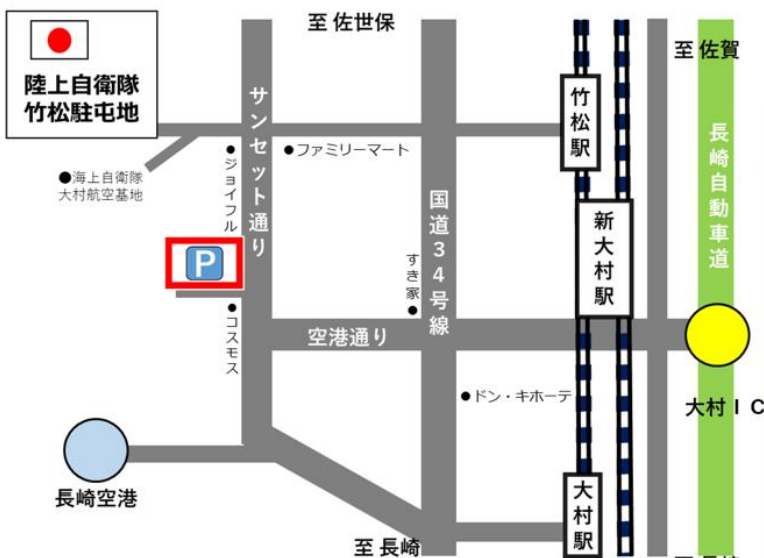 至 佐世保
至 佐賀
陸上自衛隊
竹松駐屯地
サンセット通り
竹松駅
長崎自動車道
●ファミリーマート
●ジョイフル
●海上自衛隊
大村航空基地
国道34号線
新大村駅
P
すき家●
●コスモス
空港通り
●ドン・キホーテ
大村ＩＣ
長崎空港
大村駅
至 長崎